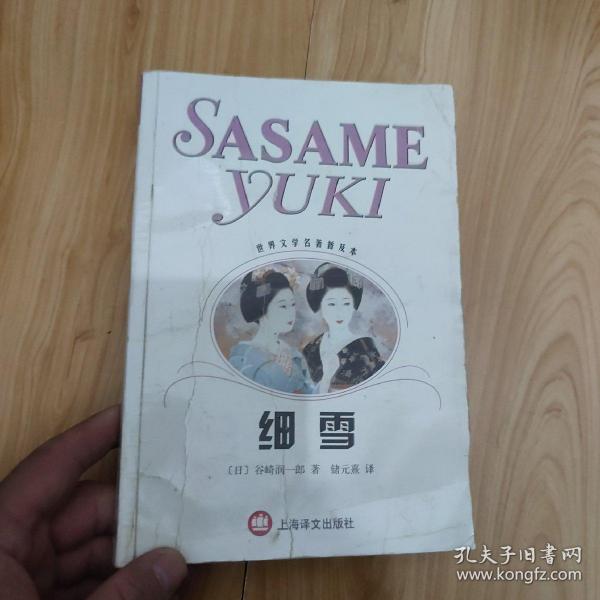 SASAME
YUKI
世界文学名著普及本
细雪
〔日〕谷崎润一郎 著 储元熹 译
上海译文出版社
孔夫子旧书网
www.kongfz.com